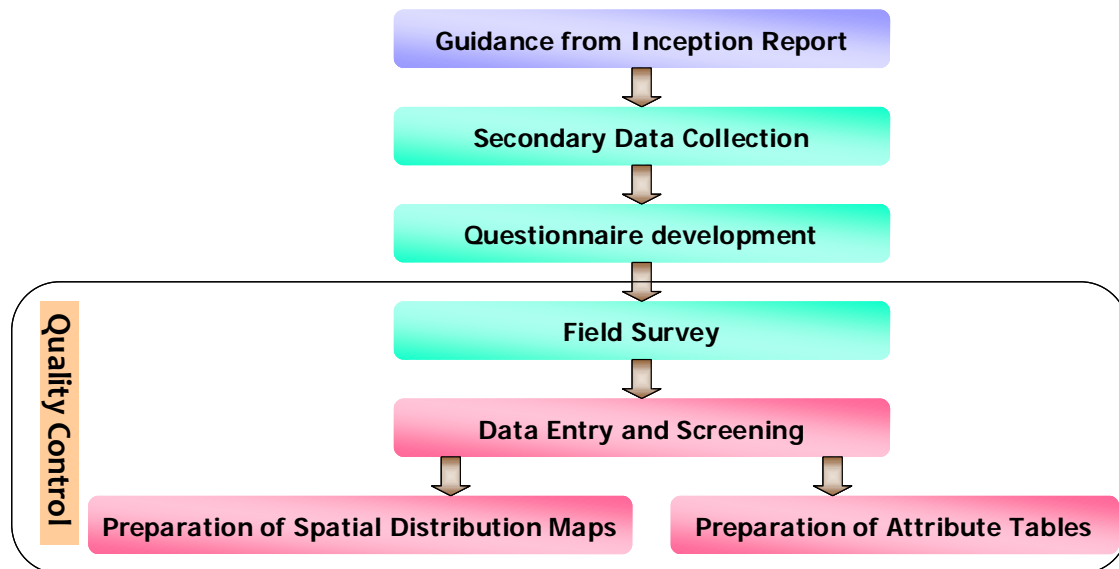 Guidance from Inception Report
Secondary Data Collection
Questionnaire development
Quality Control
Field Survey
Data Entry and Screening
Preparation of Spatial Distribution Maps
Preparation of Attribute Tables